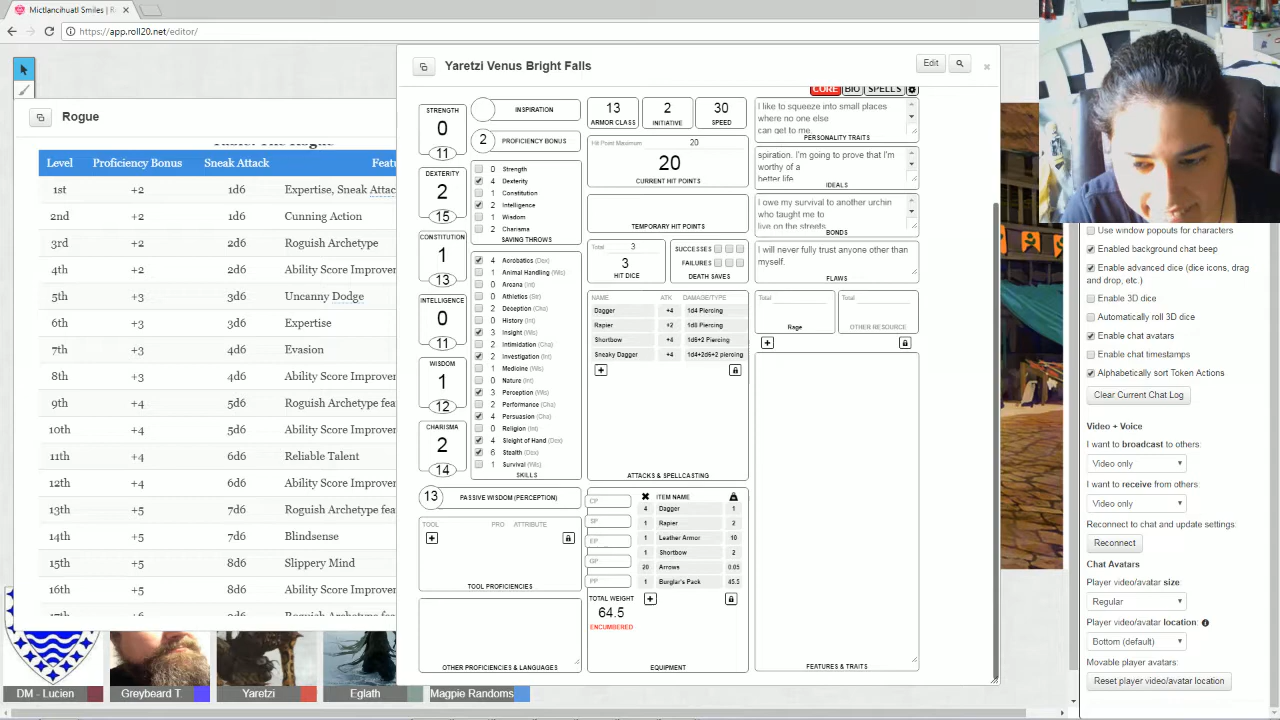 Mictlancihuatl Smiles | R
https://app.roll20.net/editor/
Rogue
Level Proficiency Bonus Sneak Attack Featu
1st +2 1d6 Expertise, Sneak Attac
2nd +2 1d6 Cunning Action
3rd +2 2d6 Roguish Archetype
4th +2 2d6 Ability Score Improver
5th +3 3d6 Uncanny Dodge
6th +3 3d6 Expertise
7th +3 4d6 Evasion
8th +3 4d6 Ability Score Improver
9th +4 5d6 Roguish Archetype fea
10th +4 5d6 Ability Score Improver
11th +4 6d6 Reliable Talent
12th +4 6d6 Ability Score Improver
13th +5 7d6 Roguish Archetype fea
14th +5 7d6 Blindsense
15th +5 8d6 Slippery Mind
16th +5 8d6 Ability Score Improver
Yaretzi Venus Bright Falls
Edit
CORE BIO SPELLS
STRENGTH
0
11
DEXTERITY
2
15
CONSTITUTION
1
13
INTELLIGENCE
0
11
WISDOM
1
12
CHARISMA
2
14
INSPIRATION
2 PROFICIENCY BONUS
0 Strength
4 Dexterity
1 Constitution
2 Intelligence
1 Wisdom
2 Charisma
SAVING THROWS
4 Acrobatics (Dex)
1 Animal Handling (Wis)
0 Arcana (Int)
0 Athletics (Str)
2 Deception (Cha)
0 History (Int)
3 Insight (Wis)
2 Intimidation (Cha)
2 Investigation (Int)
1 Medicine (Wis)
0 Nature (Int)
3 Perception (Wis)
2 Performance (Cha)
4 Persuasion (Cha)
0 Religion (Int)
4 Sleight of Hand (Dex)
6 Stealth (Dex)
1 Survival (Wis)
SKILLS
13 PASSIVE WISDOM (PERCEPTION)
TOOL PRO ATTRIBUTE
TOOL PROFICIENCIES
OTHER PROFICIENCIES & LANGUAGES
13
ARMOR CLASS
2
INITIATIVE
30
SPEED
Hit Point Maximum 20
20
CURRENT HIT POINTS
TEMPORARY HIT POINTS
Total 3
3
HIT DICE
SUCCESSES
FAILURES
DEATH SAVES
NAME ATK DAMAGE/TYPE
Dagger +4 1d4 Piercing
Rapier +2 1d8 Piercing
Shortbow +4 1d6+2 Piercing
Sneaky Dagger +4 1d4+2d6+2 piercing
ATTACKS & SPELLCASTING
CP
SP
EP
GP
PP
ITEM NAME
4 Dagger 1
1 Rapier 2
1 Leather Armor 10
1 Shortbow 2
20 Arrows 0.05
1 Burglar's Pack 45.5
TOTAL WEIGHT
64.5
ENCUMBERED
EQUIPMENT
I like to squeeze into small places
where no one else
can get to me
PERSONALITY TRAITS
spiration. I'm going to prove that I'm
worthy of a
better life
IDEALS
I owe my survival to another urchin
who taught me to
live on the streets
BONDS
I will never fully trust anyone other than
myself.
FLAWS
Total
Rage
Total
OTHER RESOURCE
FEATURES & TRAITS
Use window popouts for characters
Enabled background chat beep
Enable advanced dice (dice icons, drag
and drop, etc.)
Enable 3D dice
Automatically roll 3D dice
Enable chat avatars
Enable chat timestamps
Alphabetically sort Token Actions
Clear Current Chat Log
Video + Voice
I want to broadcast to others:
Video only
I want to receive from others:
Video only
Reconnect to chat and update settings:
Reconnect
Chat Avatars
Player video/avatar size
Regular
Player video/avatar location:
Bottom (default)
Movable player avatars:
Reset player video/avatar location
DM - Lucien
Greybeard T.
Yaretzi
Eglath
Magpie Randoms